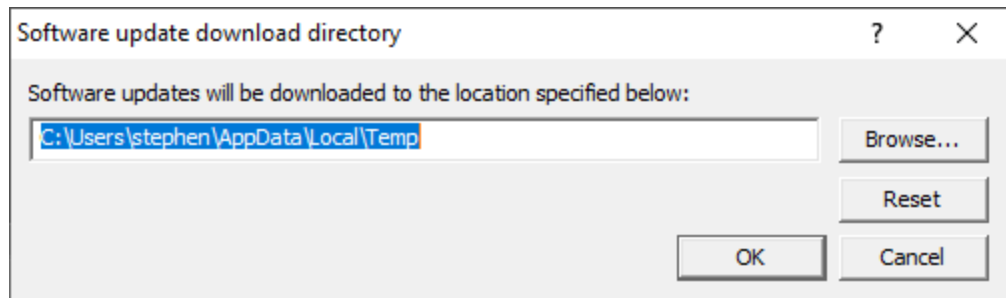 Software update download directory
?
Software updates will be downloaded to the location specified below:
C:\Users\stephen\AppData\Local\Temp
Browse...
Reset
OK
Cancel